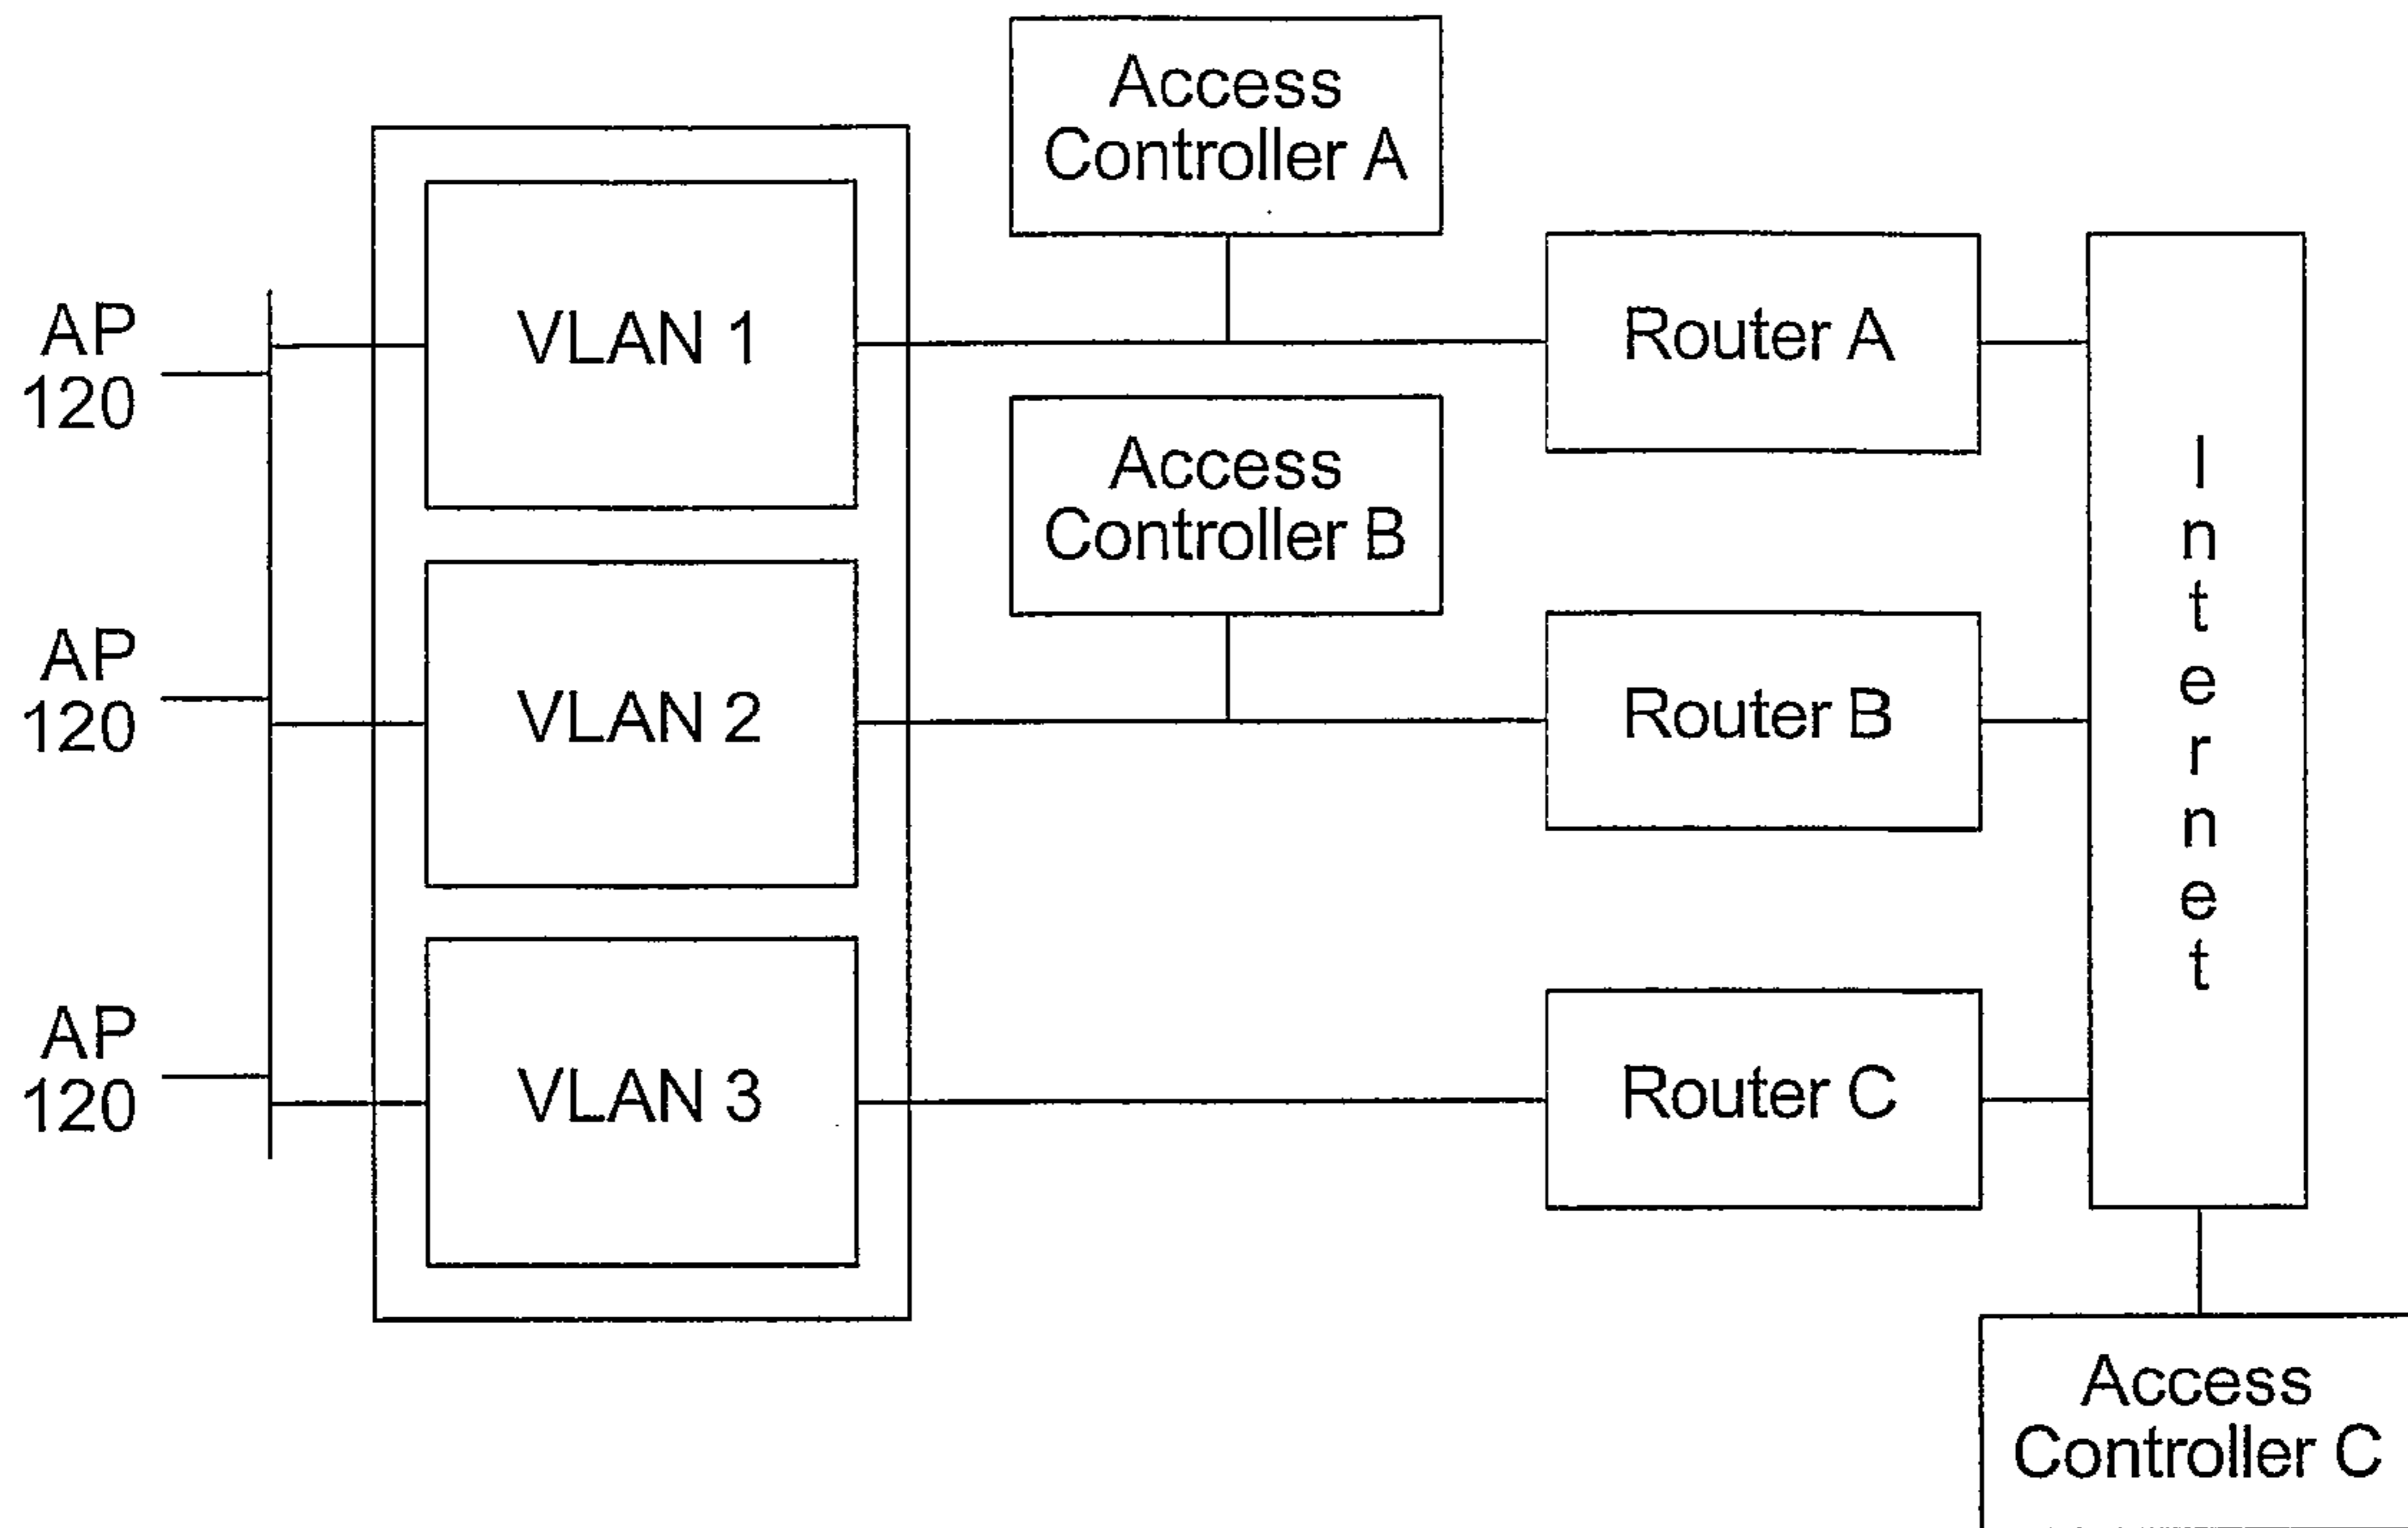 Access
Controller A
AP
120
VLAN 1
Router A
Access
Controller B
AP
120
VLAN 2
Router B
Internet
AP
120
VLAN 3
Router C
Access
Controller C